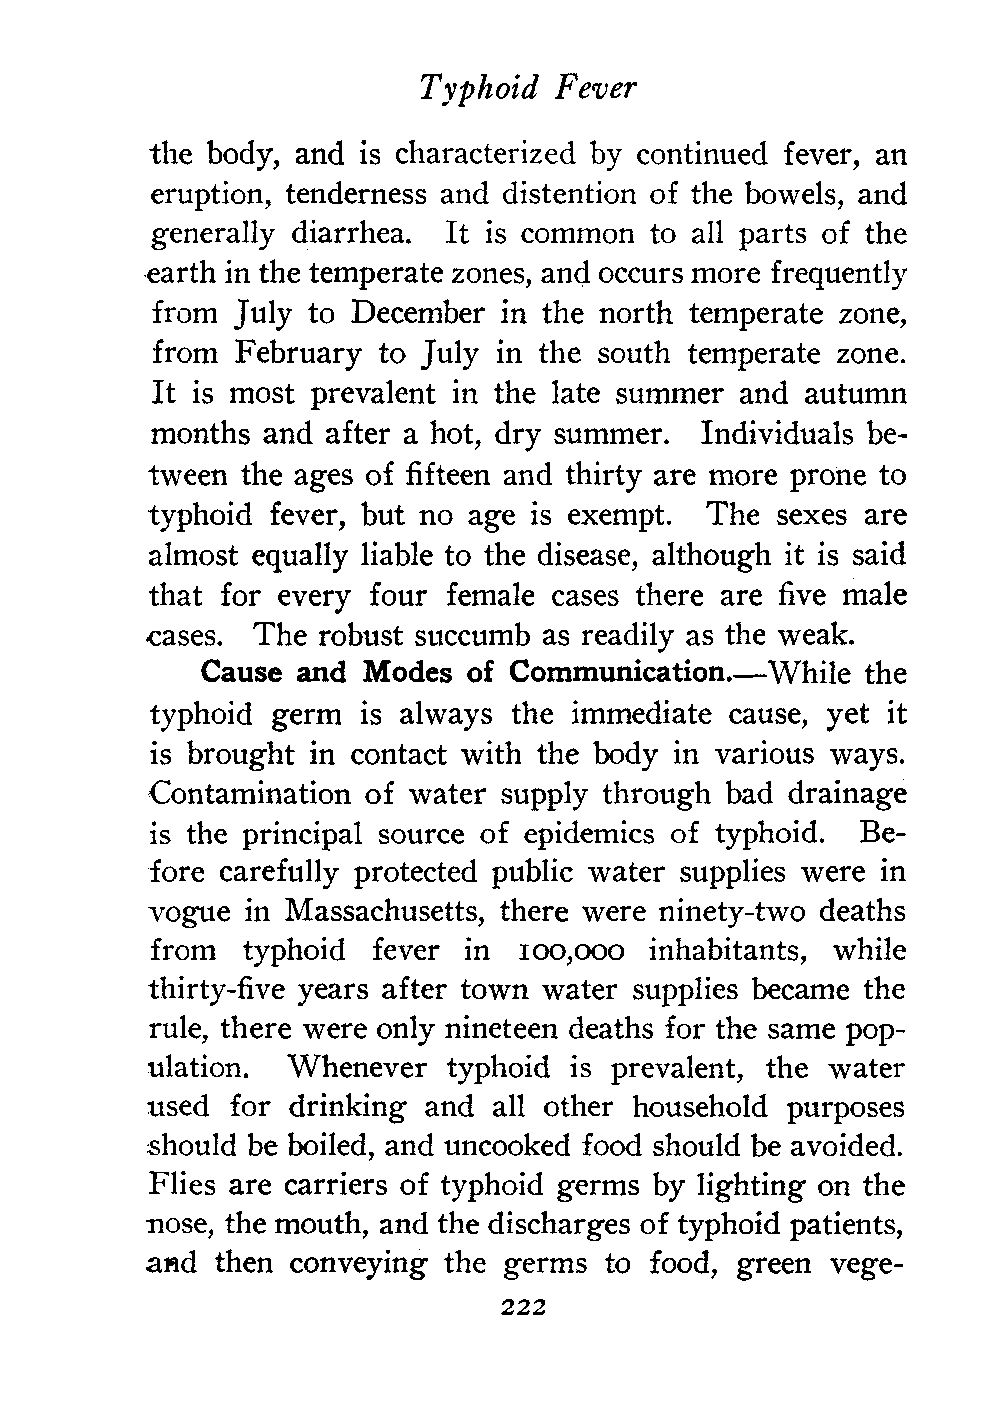 Typhoid Fever
the body, and is characterized by continued fever, an
eruption, tenderness and distention of the bowels, and
generally diarrhea. It is common to all parts of the
earth in the temperate zones, and occurs more frequently
from July to December in the north temperate zone,
from February to July in the south temperate zone.
It is most prevalent in the late summer and autumn
months and after a hot, dry summer. Individuals be-
tween the ages of fifteen and thirty are more prone to
typhoid fever, but no age is exempt. The sexes are
almost equally liable to the disease, although it is said
that for every four female cases there are five male
cases. The robust succumb as readily as the weak.
Cause and Modes of Communication.—While the
typhoid germ is always the immediate cause, yet it
is brought in contact with the body in various ways.
Contamination of water supply through bad drainage
is the principal source of epidemics of typhoid. Be-
fore carefully protected public water supplies were in
vogue in Massachusetts, there were ninety-two deaths
from typhoid fever in 100,000 inhabitants, while
thirty-five years after town water supplies became the
rule, there were only nineteen deaths for the same pop-
ulation. Whenever typhoid is prevalent, the water
used for drinking and all other household purposes
should be boiled, and uncooked food should be avoided.
Flies are carriers of typhoid germs by lighting on the
nose, the mouth, and the discharges of typhoid patients,
and then conveying the germs to food, green vege-
222